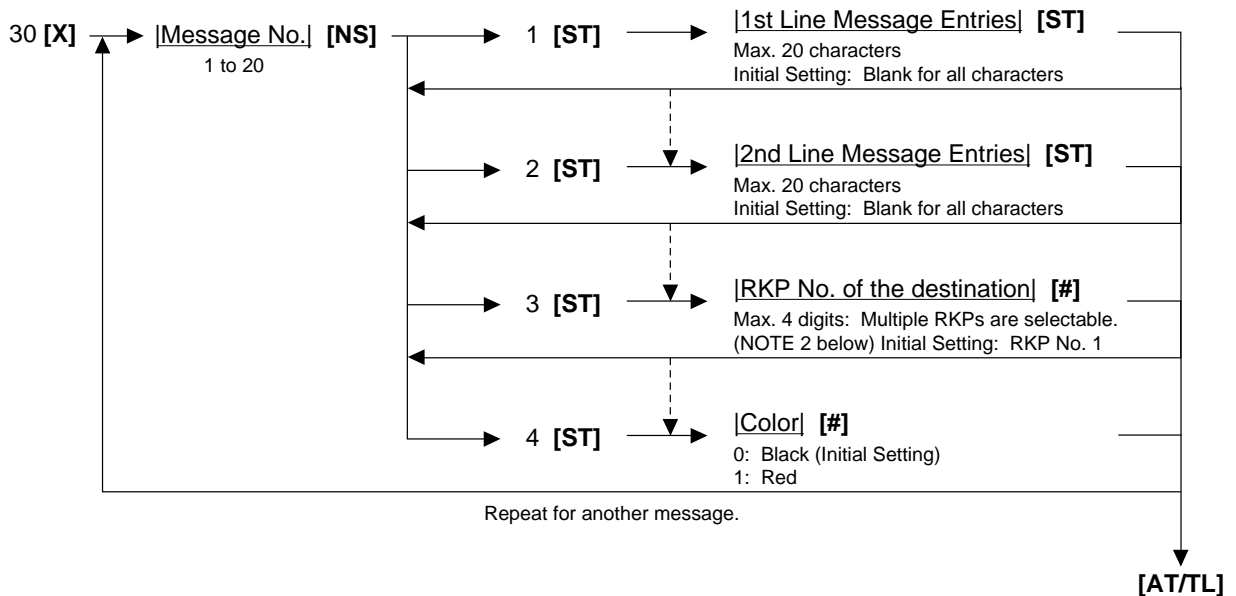 30 [X] |Message No.| [NS] 1 [ST] |1st Line Message Entries| [ST]
1 to 20
Max. 20 characters
Initial Setting: Blank for all characters
2 [ST] |2nd Line Message Entries| [ST]
Max. 20 characters
Initial Setting: Blank for all characters
3 [ST] |RKP No. of the destination| [#]
Max. 4 digits: Multiple RKPs are selectable.
(NOTE 2 below) Initial Setting: RKP No. 1
4 [ST] |Color| [#]
0: Black (Initial Setting)
1: Red
Repeat for another message.
[AT/TL]